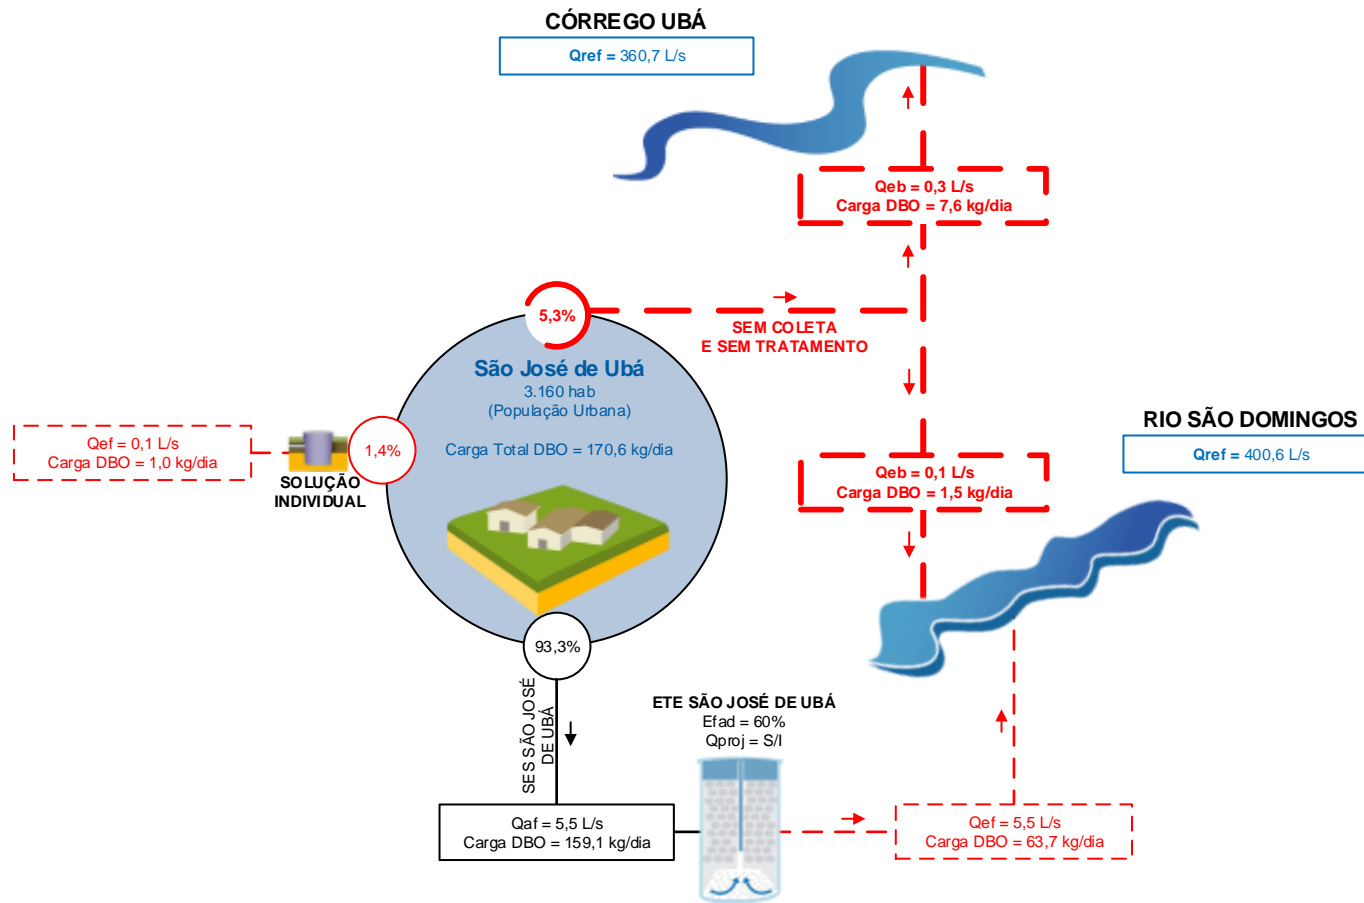 CÓRREGO UBÁ
Qref = 360,7 L/s
Qeb = 0,3 L/s
Carga DBO = 7,6 kg/dia
5,3%
SEM COLETA
E SEM TRATAMENTO
São José de Ubá
3.160 hab
(População Urbana)
Carga Total DBO = 170,6 kg/dia
Qef = 0,1 L/s
Carga DBO = 1,0 kg/dia
SOLUÇÃO
INDIVIDUAL
1,4%
Qeb = 0,1 L/s
Carga DBO = 1,5 kg/dia
RIO SÃO DOMINGOS
Qref = 400,6 L/s
93,3%
SES SÃO JOSÉ
DE UBÁ
ETE SÃO JOSÉ DE UBÁ
Efad = 60%
Qproj = S/I
Qaf = 5,5 L/s
Carga DBO = 159,1 kg/dia
Qef = 5,5 L/s
Carga DBO = 63,7 kg/dia